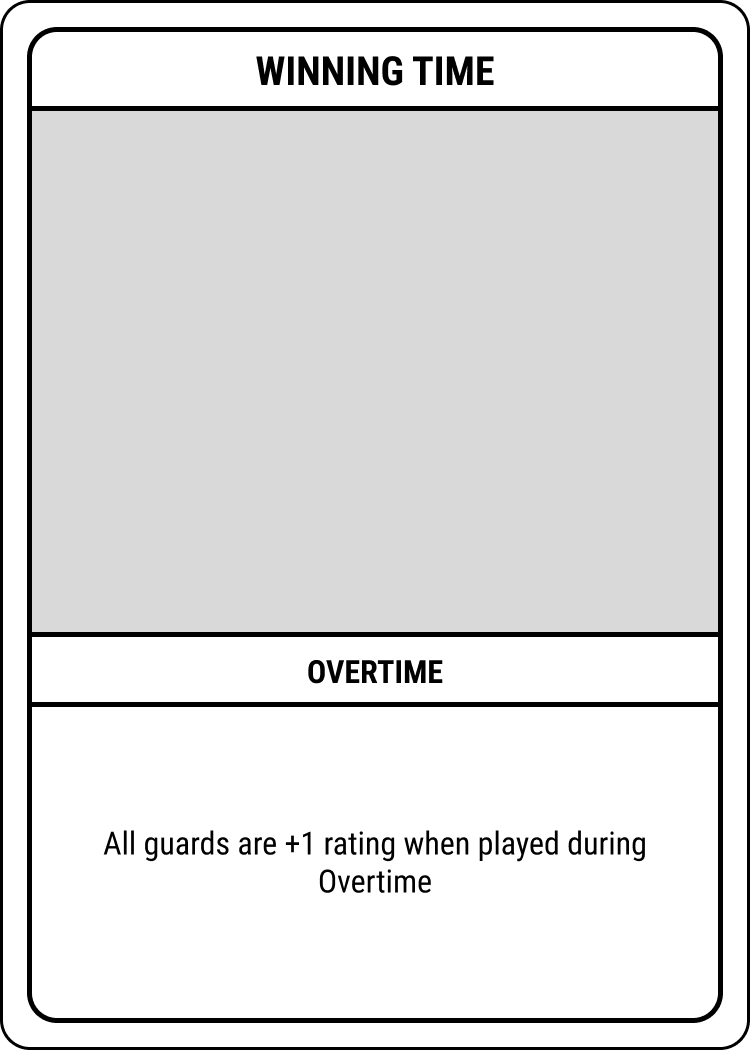 WINNING TIME
OVERTIME
All guards are +1 rating when played during
Overtime